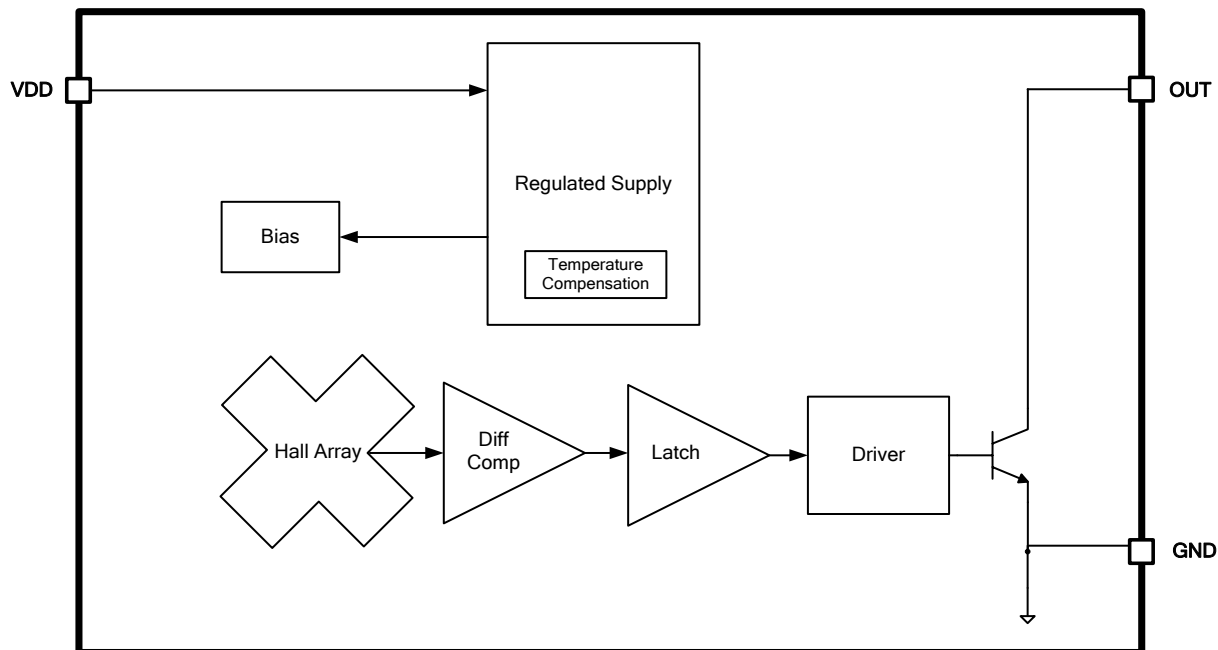 VDD
OUT
Regulated Supply
Bias
Temperature
Compensation
Hall Array
Diff
Comp
Latch
Driver
GND